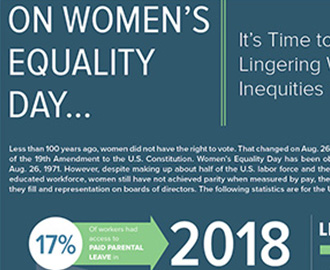 ON WOMEN'S
EQUALITY
DAY...
It's Time to
Lingering
Inequities
Less than 100 years ago, women did not have the right to vote. That changed on Aug. 26
of the 19th Amendment to the U.S. Constitution. Women's Equality Day has been
Aug. 26, 1971. However, despite making up about half of the U.S. labor force and the
educated workforce, women still have not achieved parity when measured by pay, the
they fill and representation on boards of directors. The following statistics are for the
17%
Of workers had
access to
PAID PARENTAL
LEAVE in
2018